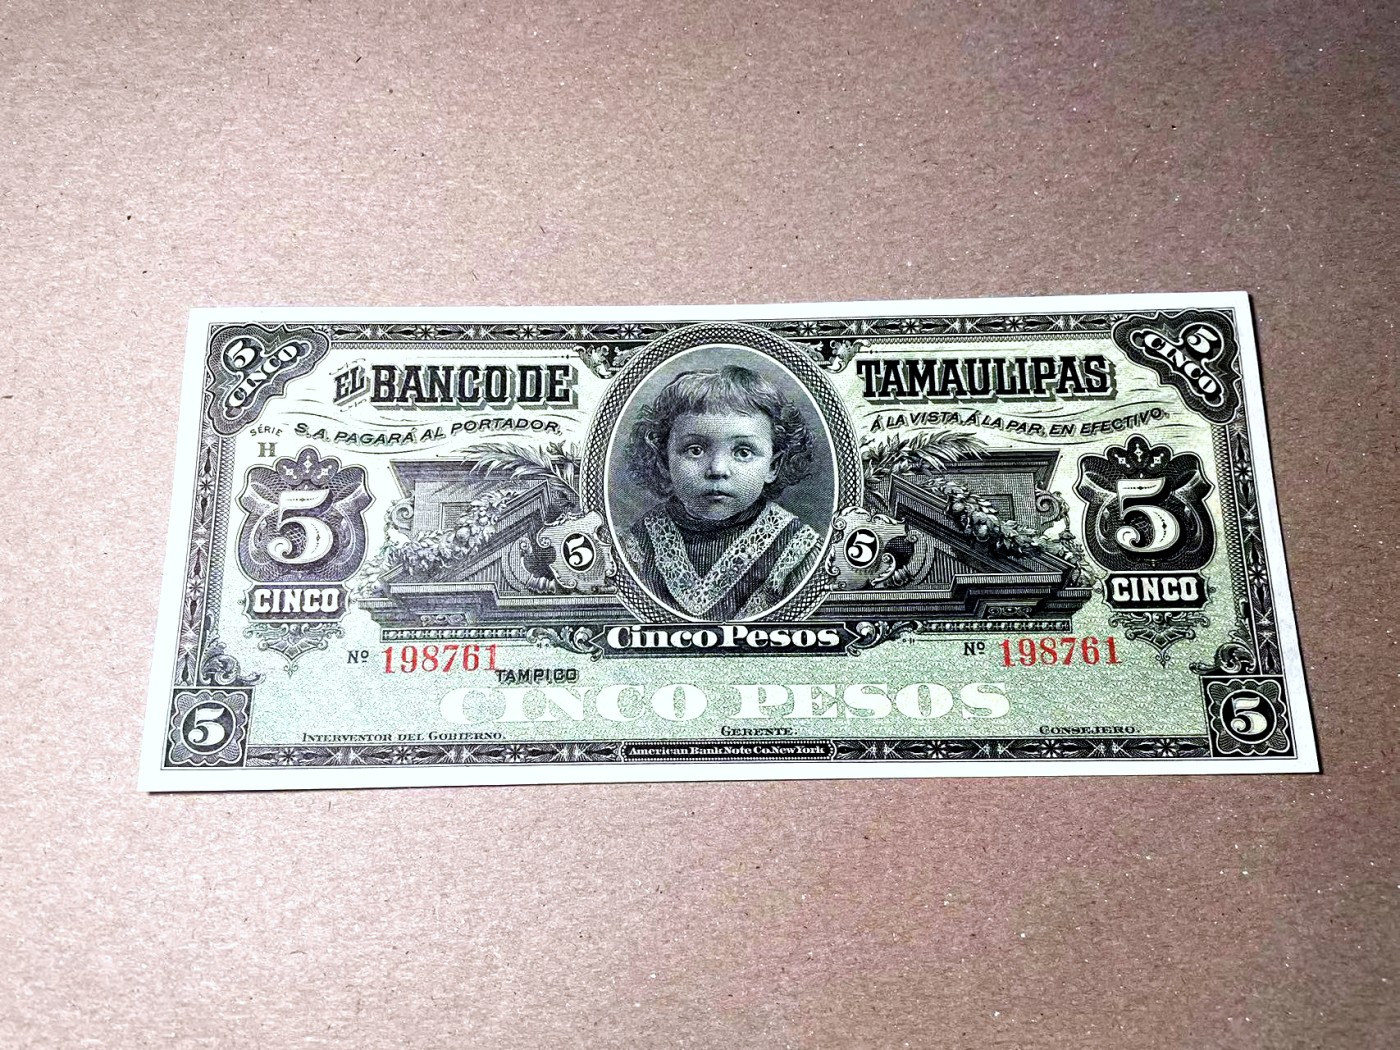 5 CINCO
5 CINCO
EL BANCO DE TAMAULIPAS
SÉRIE H
S.A. PAGARÁ AL PORTADOR, Á LA VISTA, Á LA PAR, EN EFECTIVO,
5 5 5 5
CINCO CINCO
Cinco Pesos
Nº 198761 Nº 198761
TAMPICO
CINCO PESOS
5 5
INTERVENTOR DEL GOBIERNO. GERENTE. CONSEJERO.
American Bank Note Co. New York